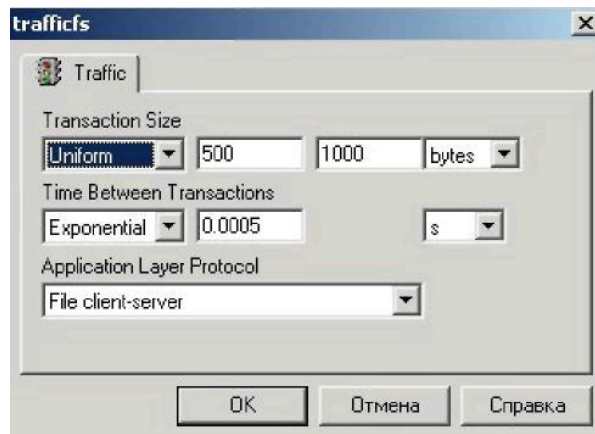 trafficfs
Traffic
Transaction Size
Uniform 500 1000 bytes
Time Between Transactions
Exponential 0.0005 s
Application Layer Protocol
File client-server
OK Отмена Справка